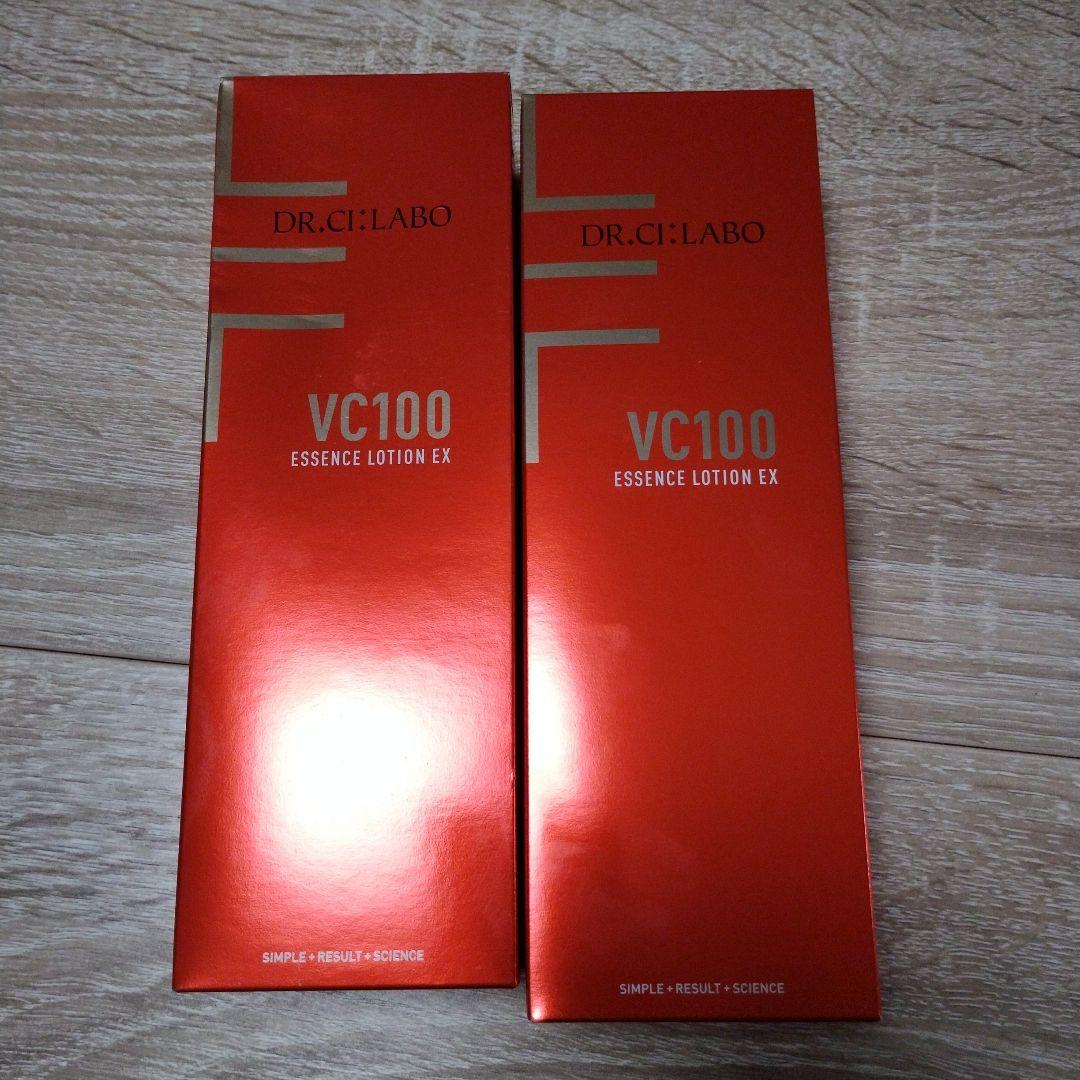 DR.CI:LABO
VC100
ESSENCE LOTION EX
SIMPLE+RESULT+SCIENCE
DR.CI:LABO
VC100
ESSENCE LOTION EX
SIMPLE+RESULT+SCIENCE